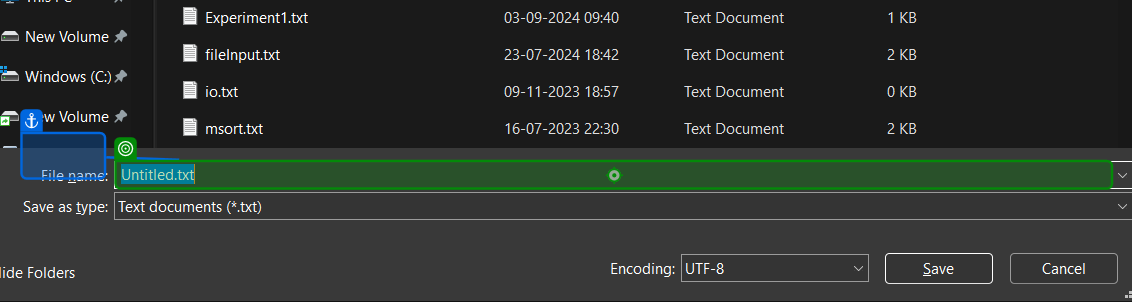 This PC
Experiment1.txt 03-09-2024 09:40 Text Document 1 KB
New Volume
fileInput.txt 23-07-2024 18:42 Text Document 2 KB
Windows (C:)
io.txt 09-11-2023 18:57 Text Document 0 KB
New Volume
msort.txt 16-07-2023 22:30 Text Document 2 KB
File name: Untitled.txt
Save as type: Text documents (*.txt)
Hide Folders Encoding: UTF-8 Save Cancel